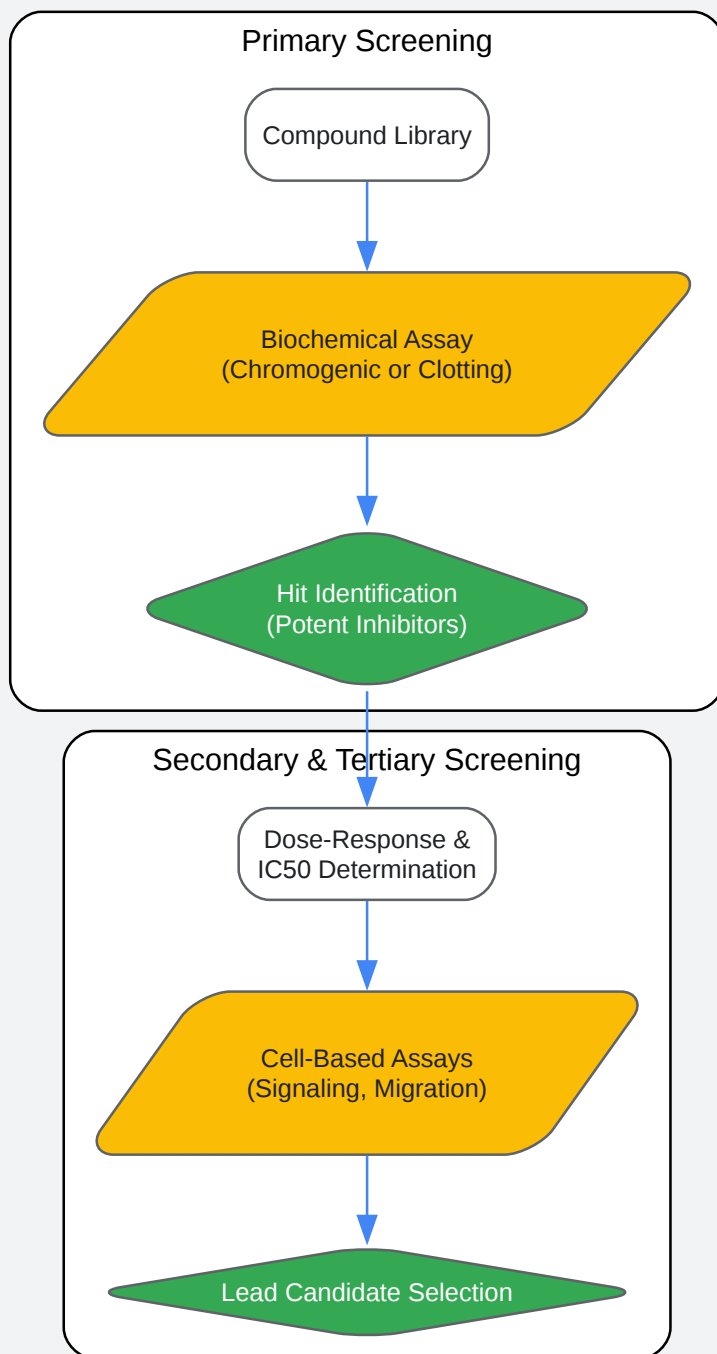 Primary Screening
Compound Library
Biochemical Assay
(Chromogenic or Clotting)
Hit Identification
(Potent Inhibitors)
Secondary & Tertiary Screening
Dose-Response &
IC50 Determination
Cell-Based Assays
(Signaling, Migration)
Lead Candidate Selection